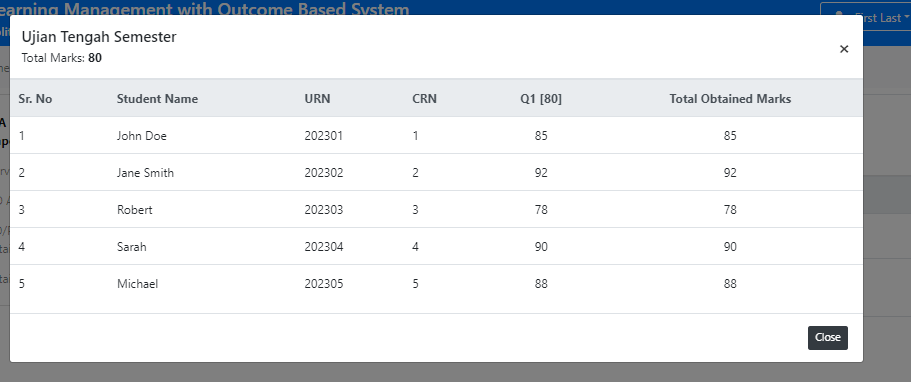 earning Management with Outcome Based System
First Last
Ujian Tengah Semester
Total Marks: 80
×
Sr. No Student Name URN CRN Q1 [80] Total Obtained Marks
1 John Doe 202301 1 85 85
2 Jane Smith 202302 2 92 92
3 Robert 202303 3 78 78
4 Sarah 202304 4 90 90
5 Michael 202305 5 88 88
Close